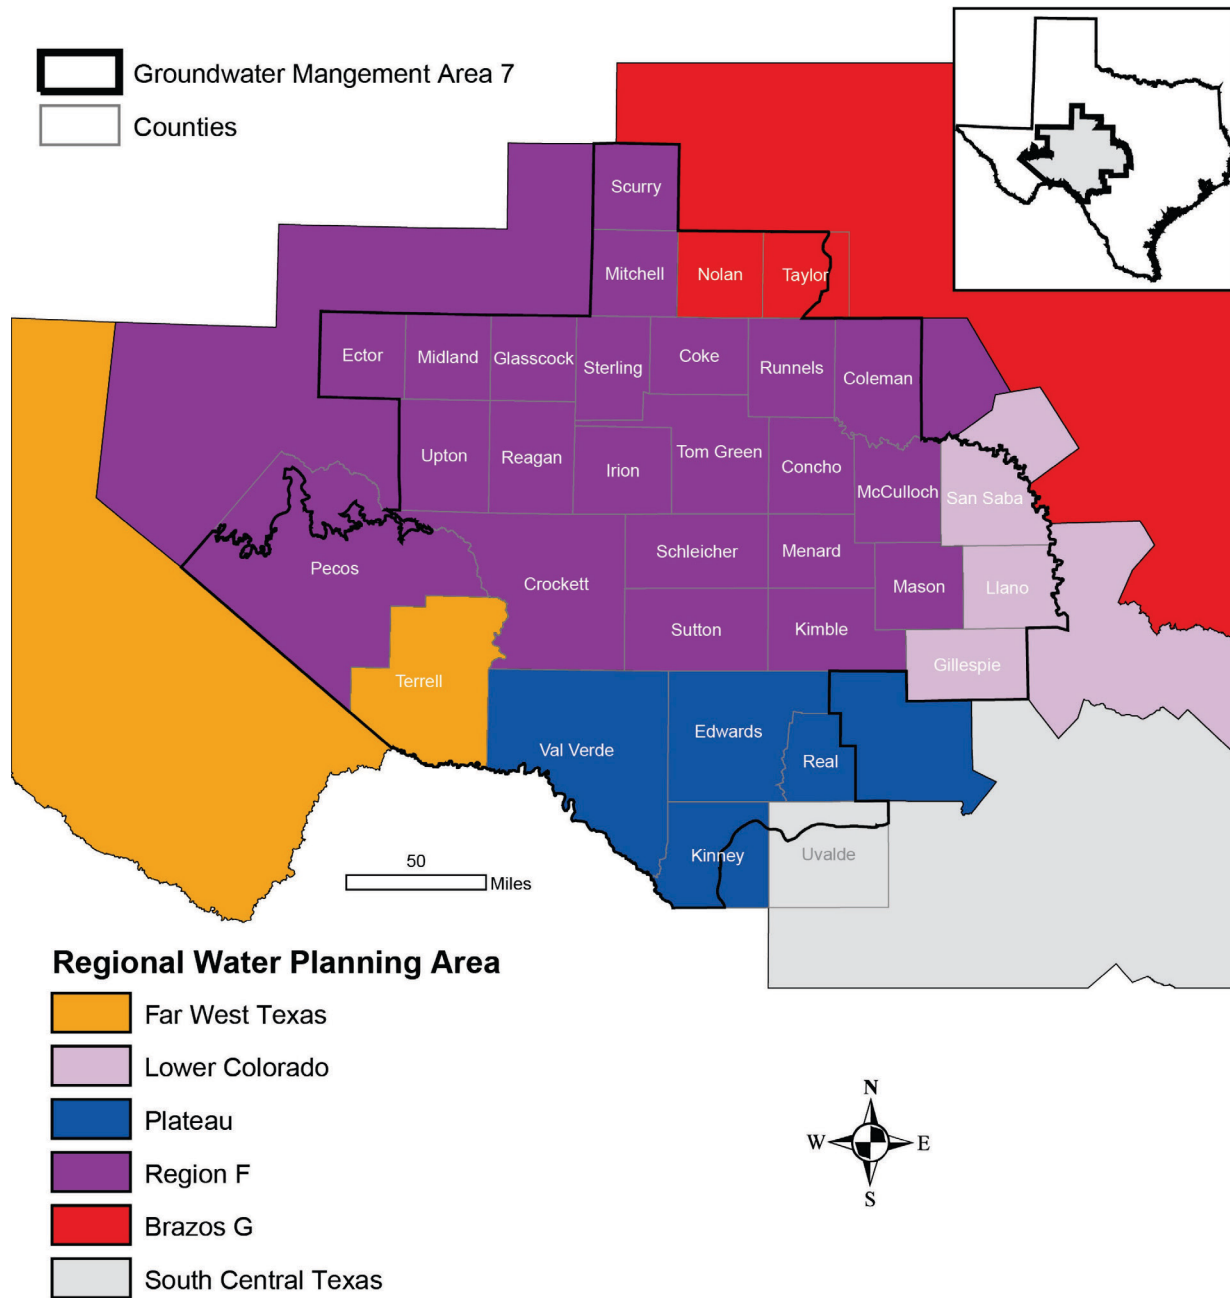 Groundwater Mangement Area 7
Counties
Scurry
Mitchell
Nolan
Taylor
Ector
Midland
Glasscock
Sterling
Coke
Runnels
Coleman
Upton
Reagan
Irion
Tom Green
Concho
McCulloch
San Saba
Pecos
Crockett
Schleicher
Menard
Mason
Llano
Sutton
Kimble
Gillespie
Terrell
Val Verde
Edwards
Real
Kinney
Uvalde
50
Miles
Regional Water Planning Area
Far West Texas
Lower Colorado
Plateau
Region F
Brazos G
South Central Texas
N
W
E
S